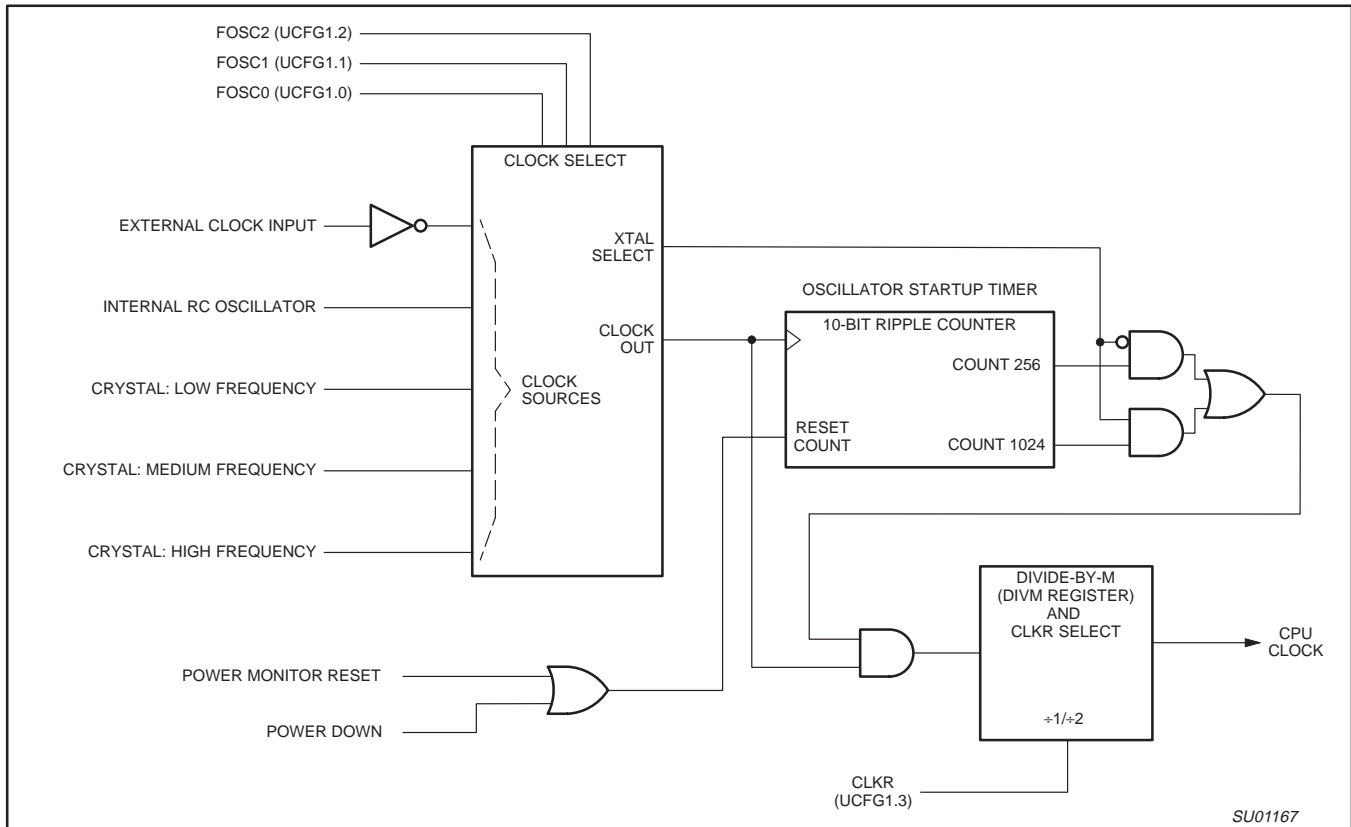 FOSC2 (UCFG1.2)
FOSC1 (UCFG1.1)
FOSC0 (UCFG1.0)
CLOCK SELECT
EXTERNAL CLOCK INPUT
XTAL
SELECT
INTERNAL RC OSCILLATOR
OSCILLATOR STARTUP TIMER
10-BIT RIPPLE COUNTER
CLOCK
OUT
COUNT 256
CRYSTAL: LOW FREQUENCY
CLOCK
SOURCES
RESET
COUNT
COUNT 1024
CRYSTAL: MEDIUM FREQUENCY
CRYSTAL: HIGH FREQUENCY
DIVIDE-BY-M
(DIVM REGISTER)
AND
CLKR SELECT
CPU
CLOCK
POWER MONITOR RESET
POWER DOWN
÷1/÷2
CLKR
(UCFG1.3)
SU01167